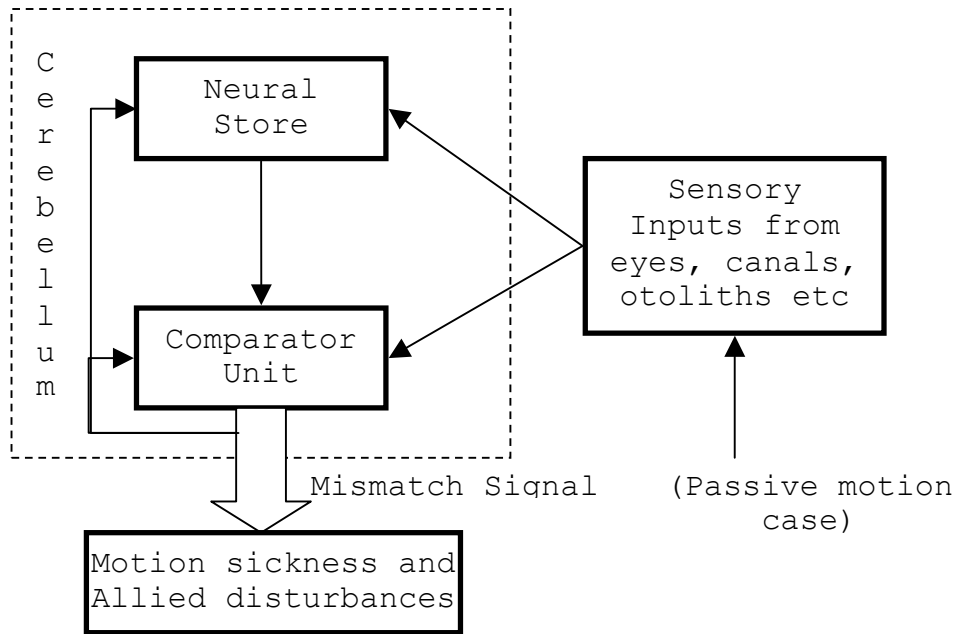 Cerebellum
Neural
Store
Sensory
Inputs from
eyes, canals,
otoliths etc
Comparator
Unit
Mismatch Signal
(Passive motion
case)
Motion sickness and
Allied disturbances